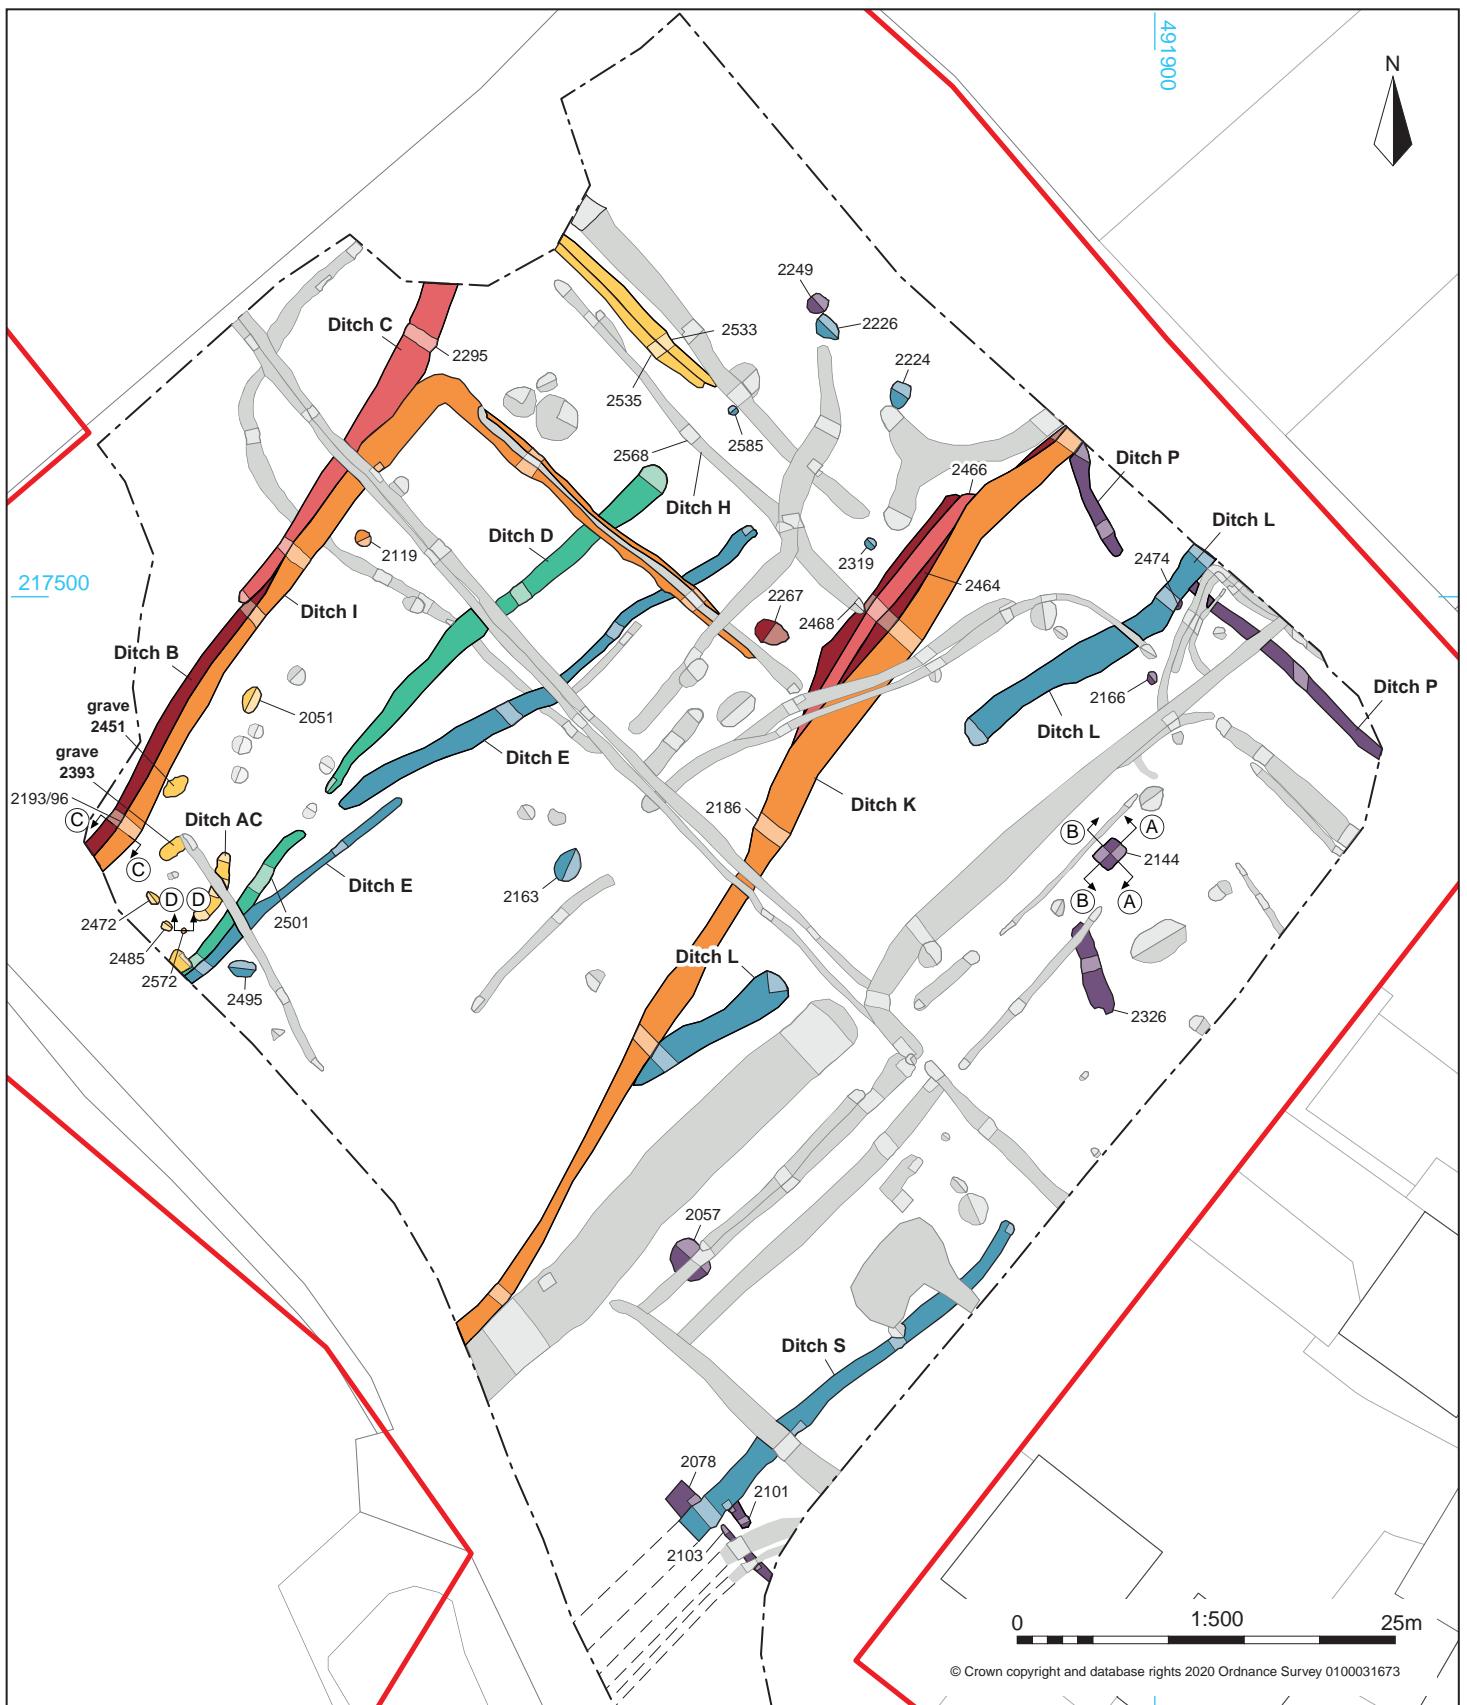 491900
N
2249
2226
Ditch C
2533
2295
2224
2535
2585
2568
2466
Ditch P
Ditch H
Ditch L
Ditch D
2119
2319
2474
217500
2464
2267
Ditch I
2468
Ditch B
2166
Ditch P
grave
2451
2051
Ditch L
Ditch E
grave
2393
2193/96
Ditch AC
2186
Ditch K
C
B
A
C
2144
Ditch E
2163
D
D
B
A
2472
2501
2485
Ditch L
2572
2495
2326
2057
Ditch S
2078
2101
2103
0
1:500
25m
© Crown copyright and database rights 2020 Ordnance Survey 0100031673